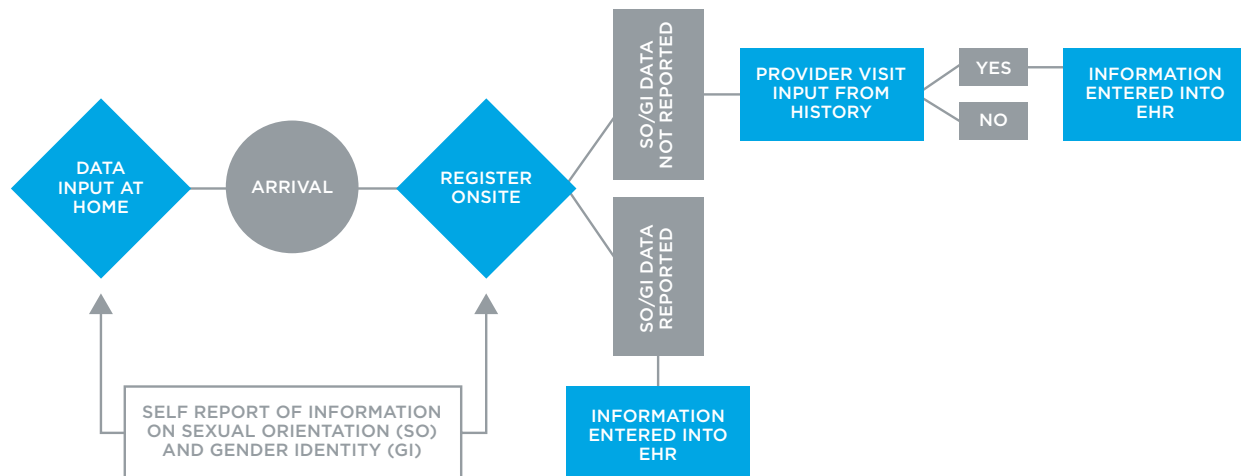 DATA
INPUT AT
HOME
ARRIVAL
REGISTER
ONSITE
SO/GI DATA
NOT REPORTED
PROVIDER VISIT
INPUT FROM
HISTORY
YES
NO
INFORMATION
ENTERED INTO
EHR
SO/GI DATA
REPORTED
INFORMATION
ENTERED INTO
EHR
SELF REPORT OF INFORMATION
ON SEXUAL ORIENTATION (SO)
AND GENDER IDENTITY (GI)